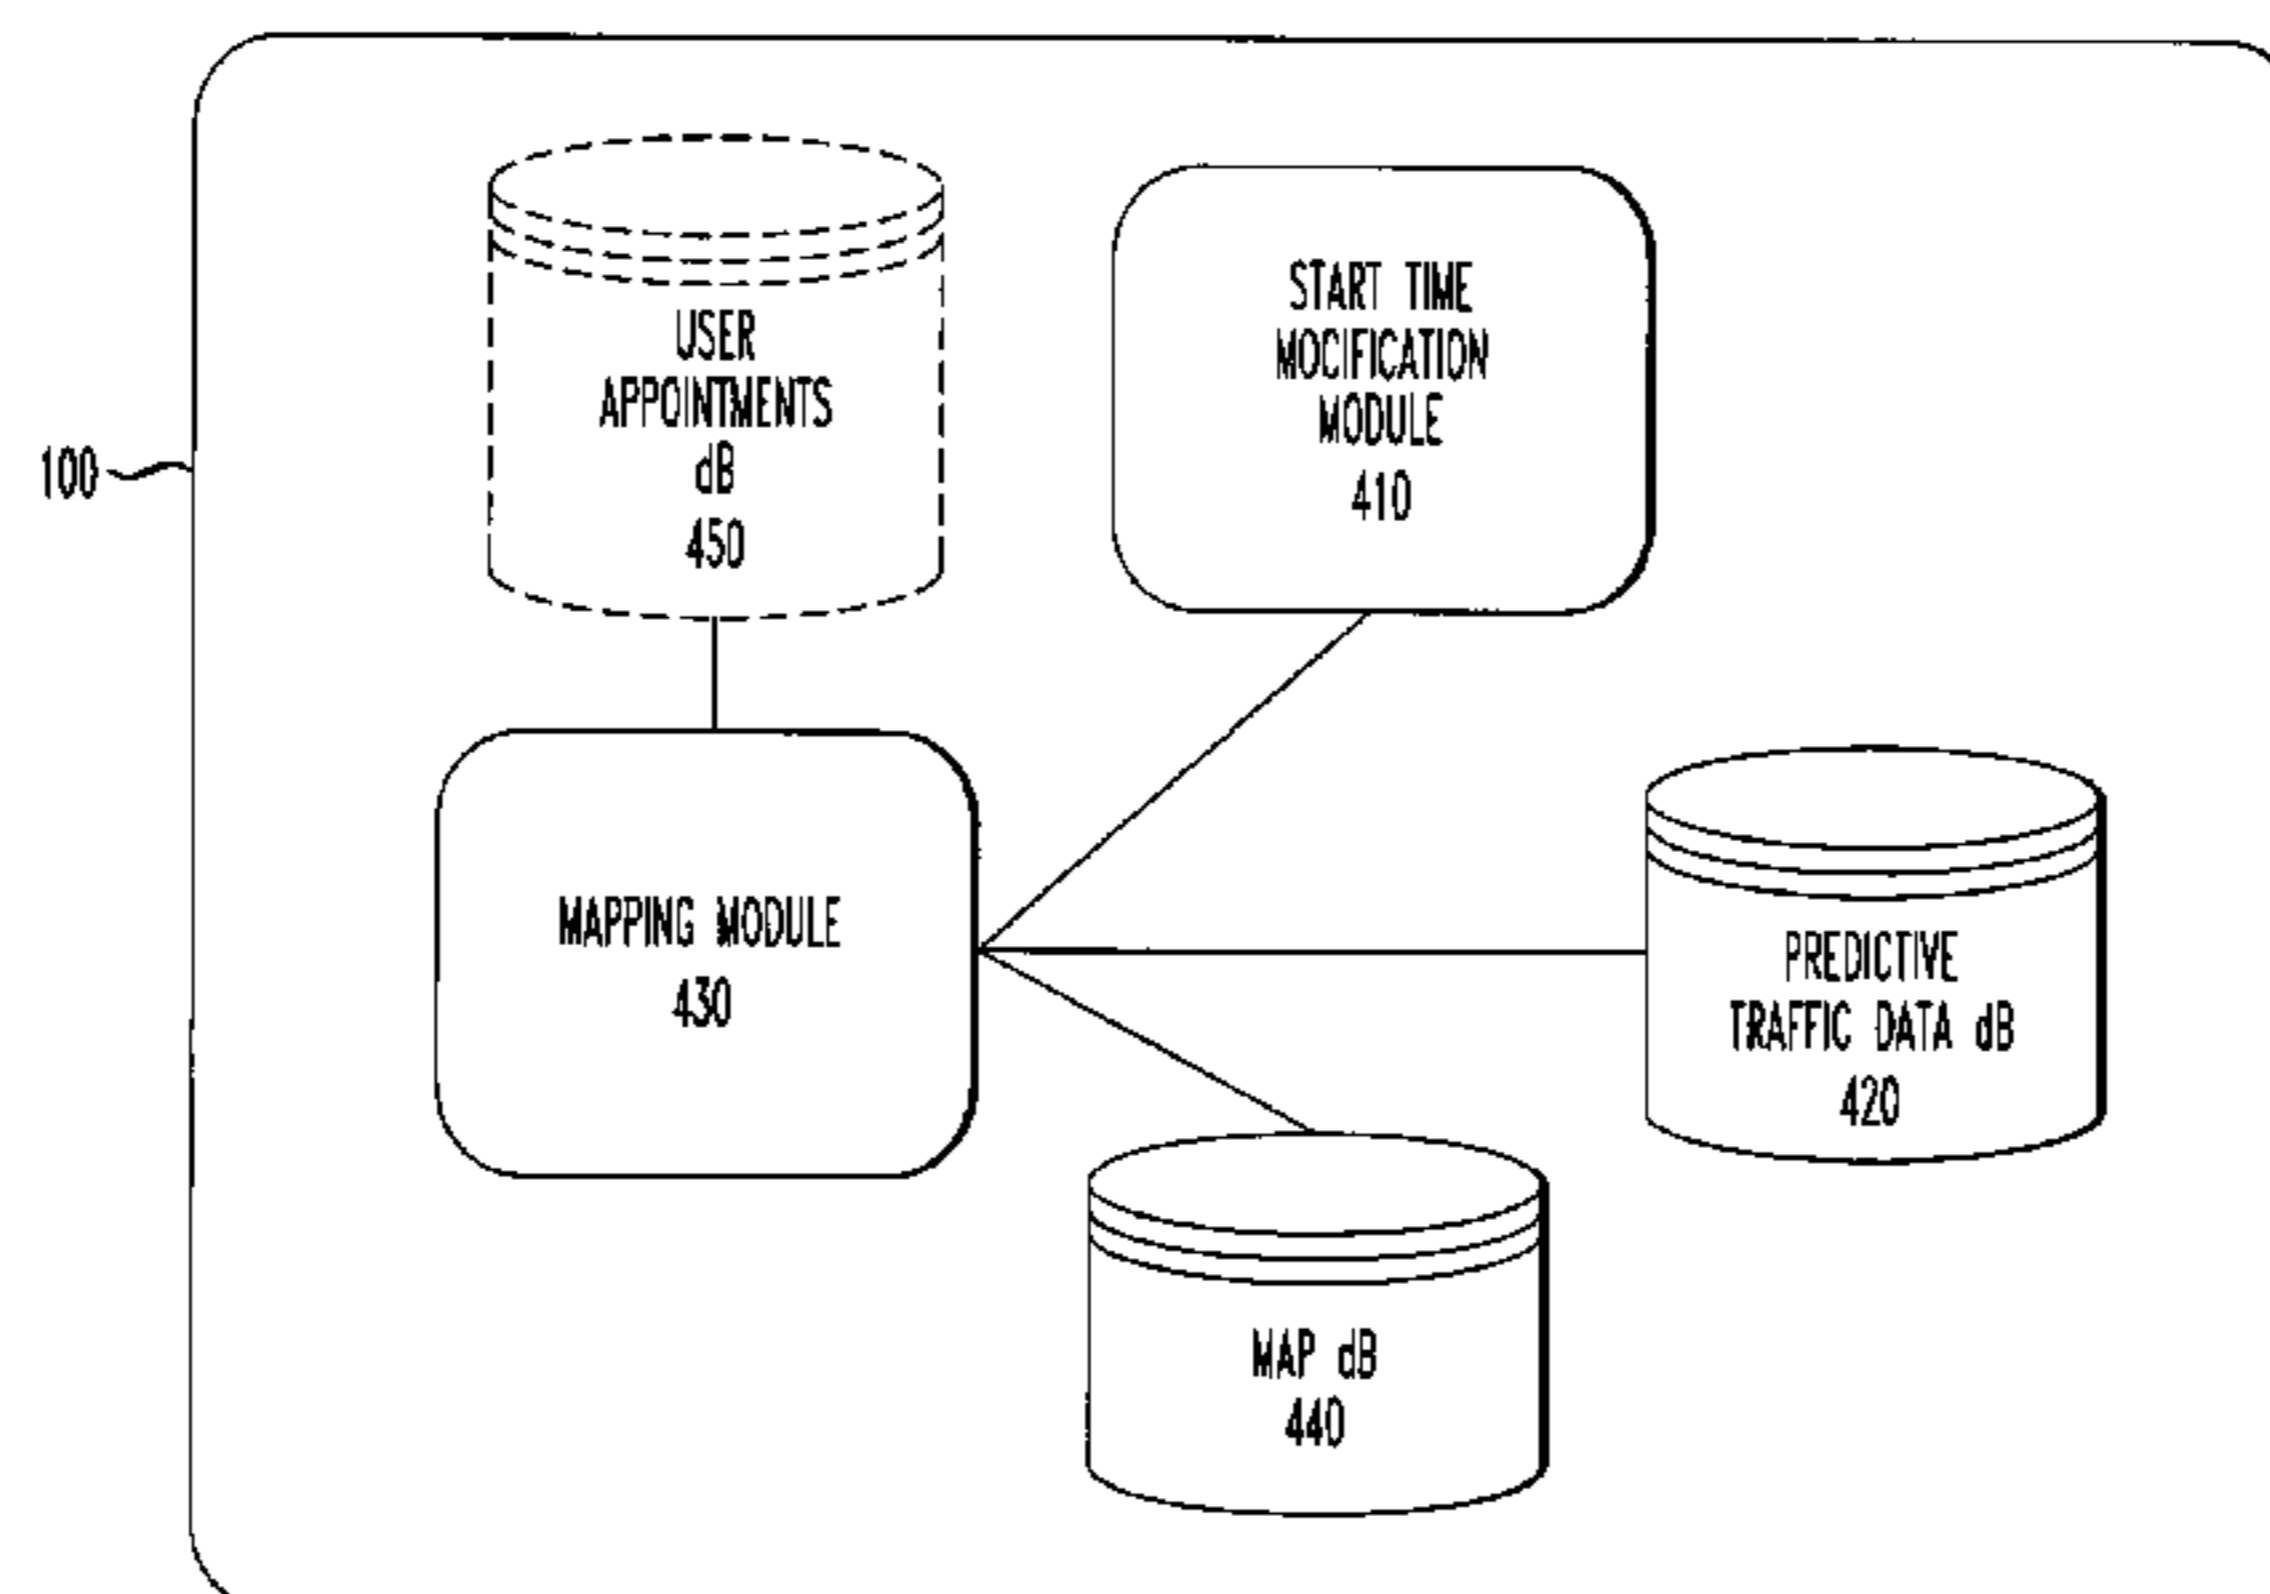 USER
APPOINTMENTS
dB
450
START TIME
MOCIFICATION
MODULE
410
100
MAPPING MODULE
430
PREDICTIVE
TRAFFIC DATA dB
420
MAP dB
440